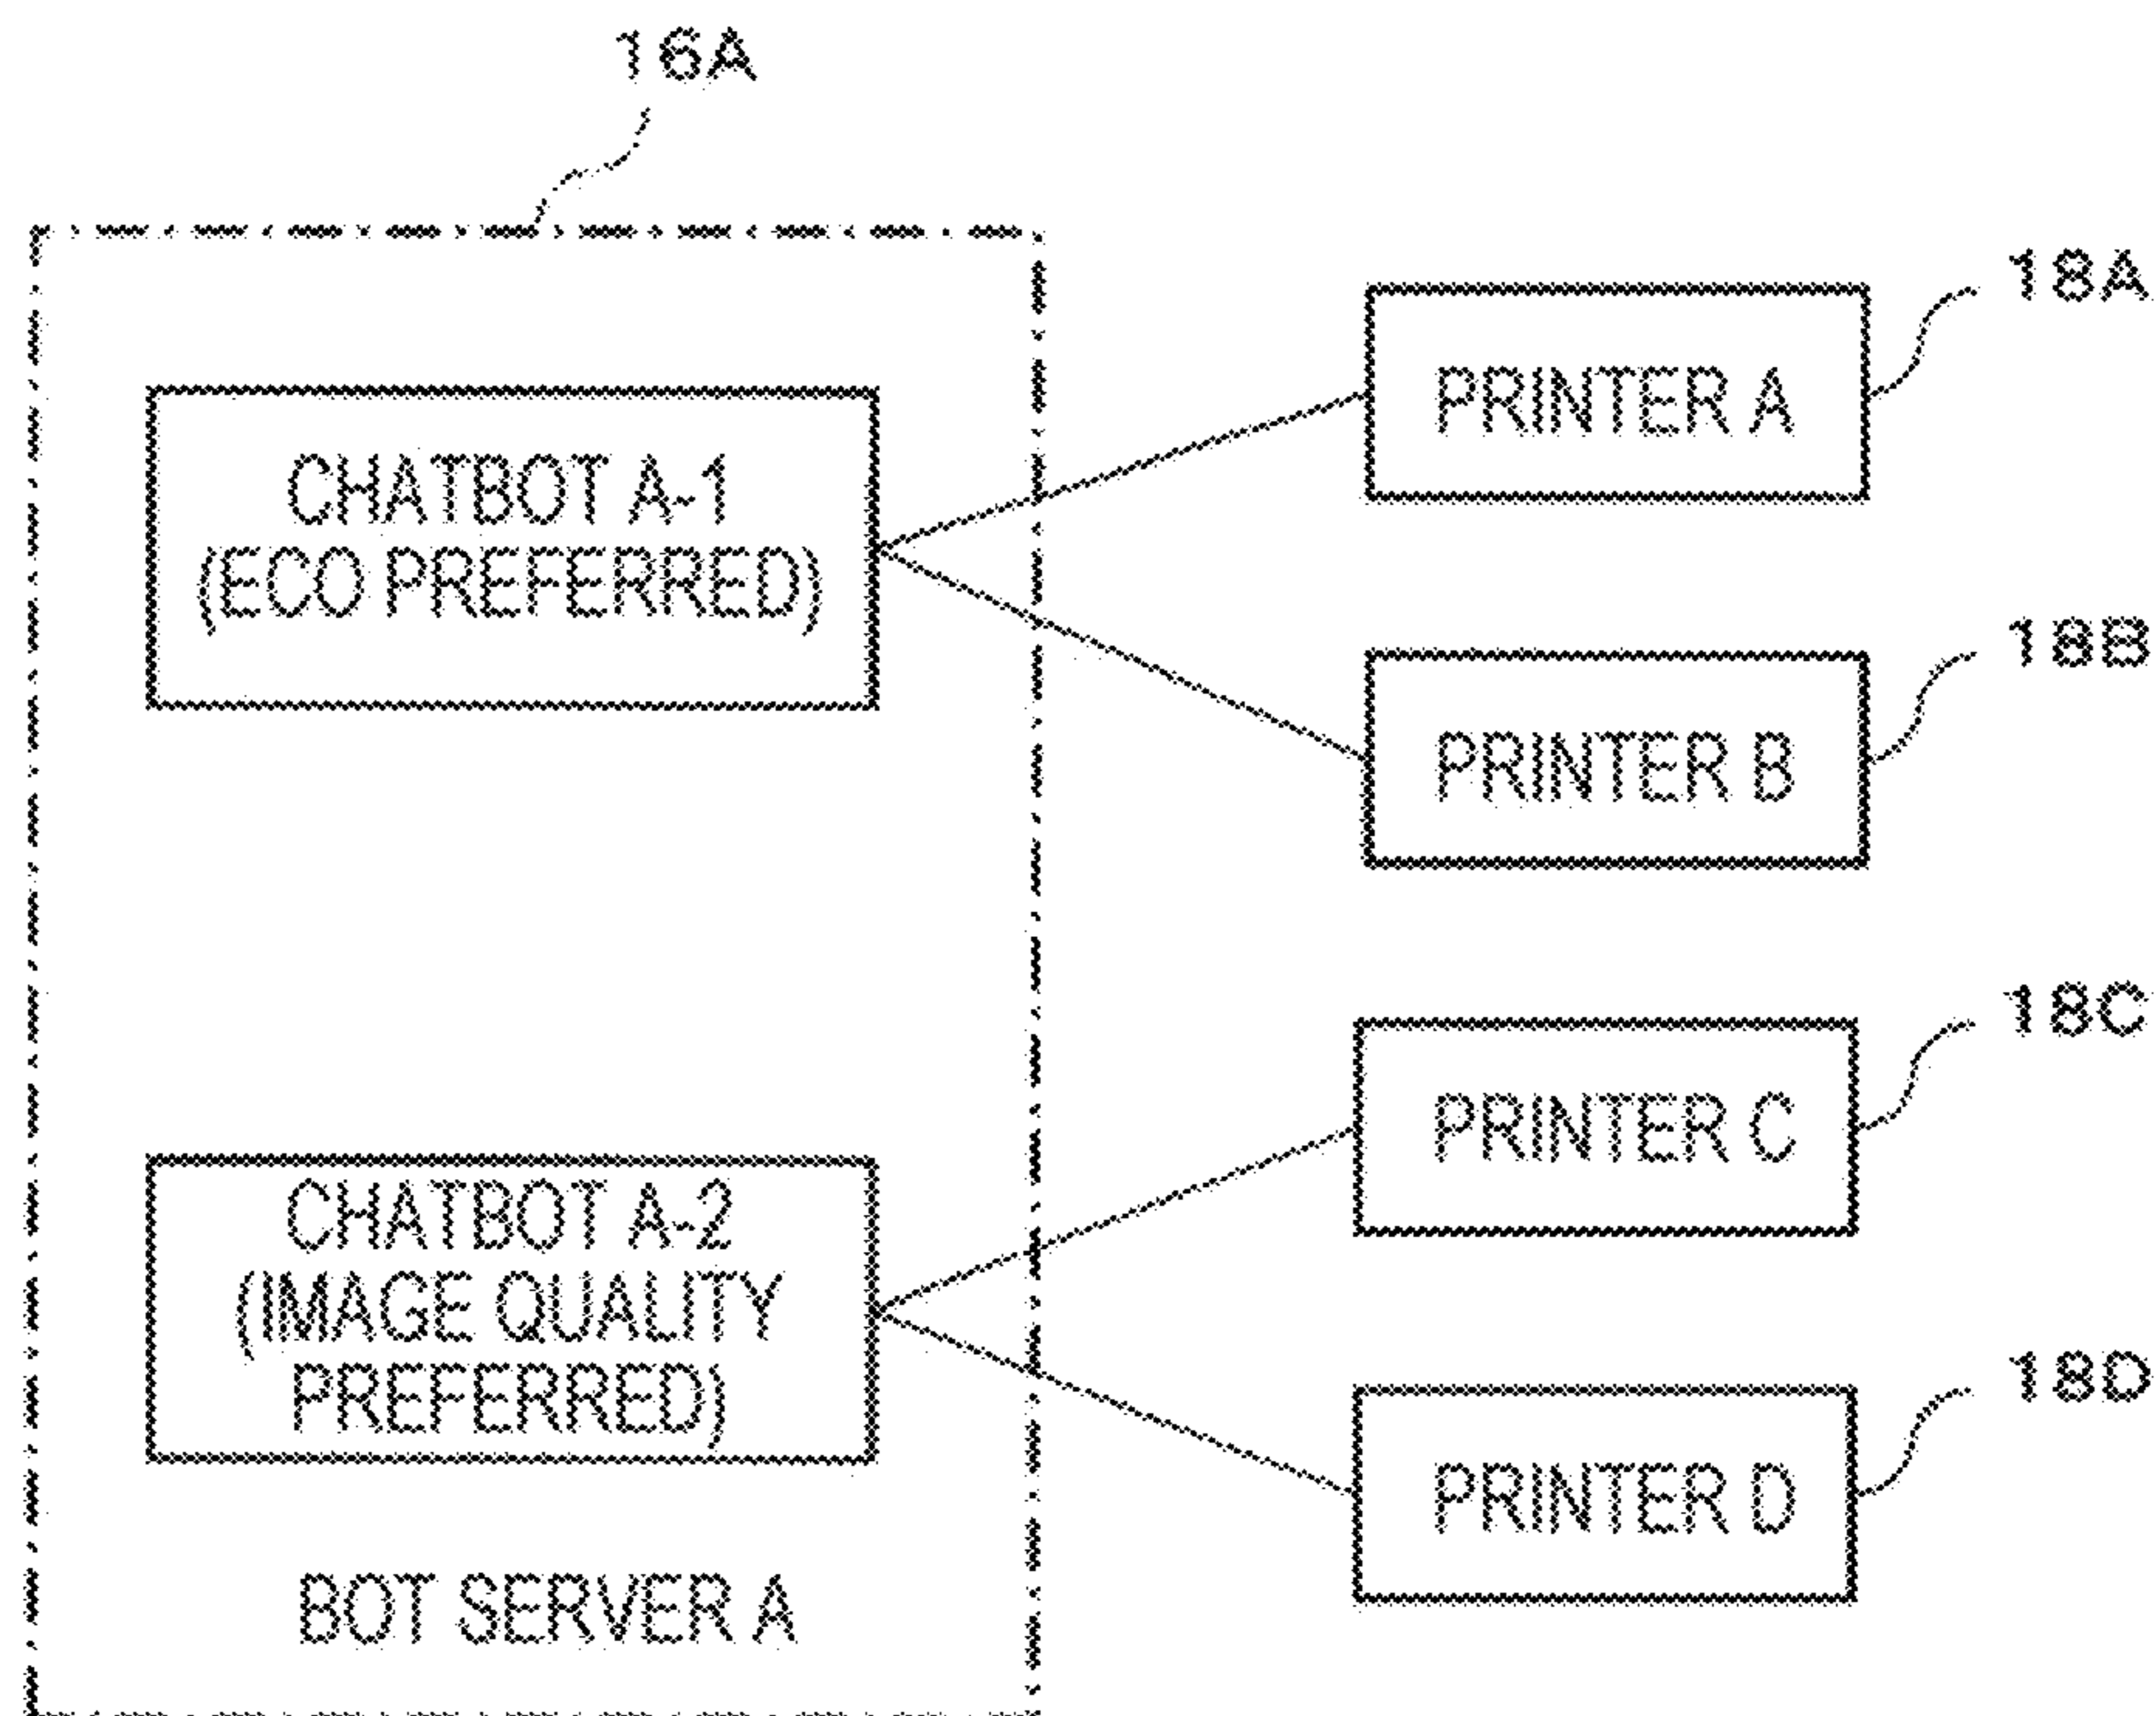 16A
18A
PRINTER A
CHATBOT A-1
(ECO PREFERRED)
18B
PRINTER B
18C
PRINTER C
CHATBOT A-2
(IMAGE QUALITY
PREFERRED)
18D
PRINTER D
BOT SERVER A